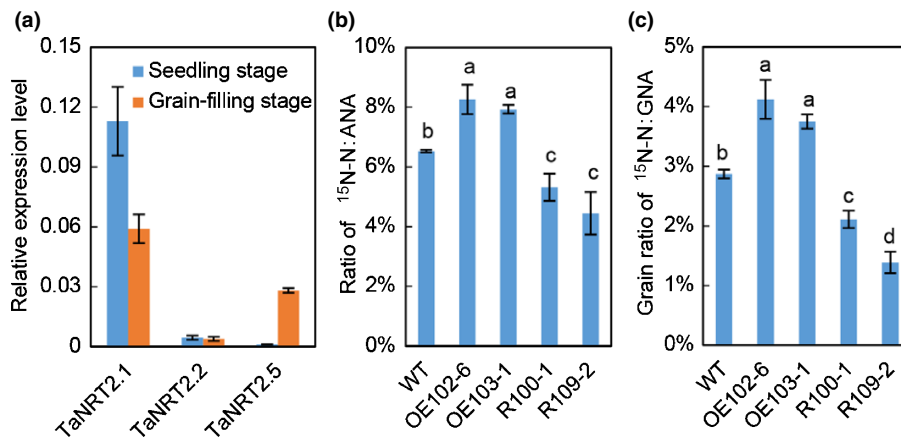 (a)
0.15
0.12
0.09
0.06
0.03
0
Relative expression level
Seedling stage
Grain-filling stage
TaNRT2.1
TaNRT2.2
TaNRT2.5
(b)
10%
8%
6%
4%
2%
0%
Ratio of ¹⁵N-N:ANA
b
a
a
c
c
WT
OE102-6
OE103-1
R100-1
R109-2
(c)
5%
4%
3%
2%
1%
0%
Grain ratio of ¹⁵N-N:GNA
b
a
a
c
d
WT
OE102-6
OE103-1
R100-1
R109-2